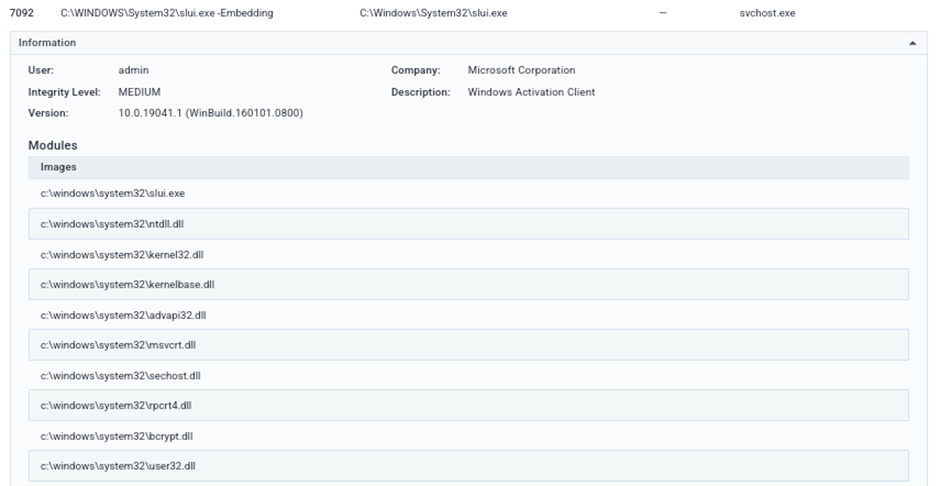 7092 C:\WINDOWS\System32\slui.exe -Embedding C:\Windows\System32\slui.exe — svchost.exe
Information
User: admin Company: Microsoft Corporation
Integrity Level: MEDIUM Description: Windows Activation Client
Version: 10.0.19041.1 (WinBuild.160101.0800)
Modules
Images
c:\windows\system32\slui.exe
c:\windows\system32\ntdll.dll
c:\windows\system32\kernel32.dll
c:\windows\system32\kernelbase.dll
c:\windows\system32\advapi32.dll
c:\windows\system32\msvcrt.dll
c:\windows\system32\sechost.dll
c:\windows\system32\rpcrt4.dll
c:\windows\system32\bcrypt.dll
c:\windows\system32\user32.dll